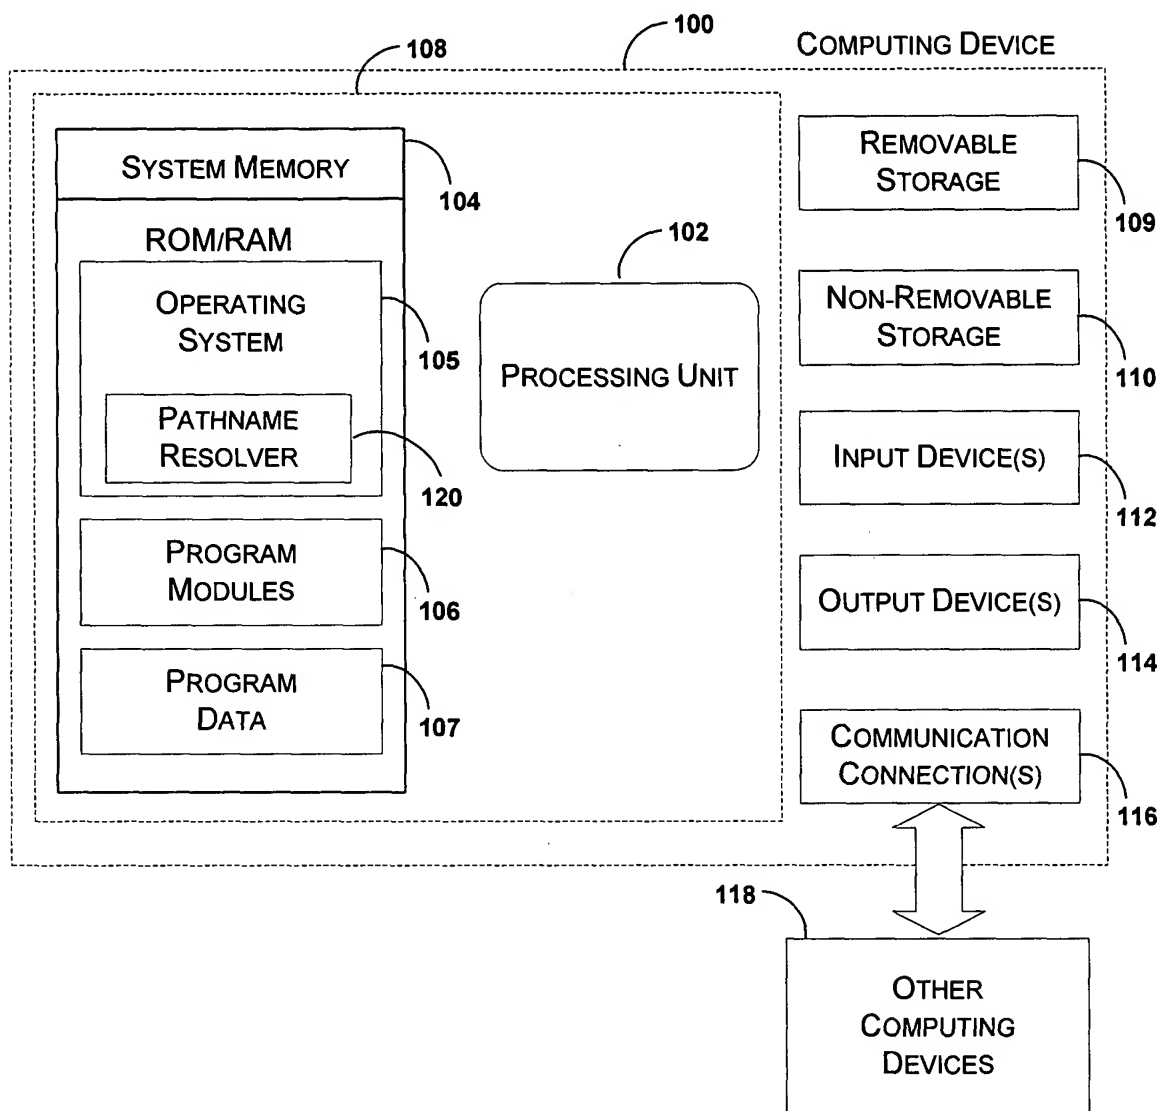 100
COMPUTING DEVICE
108
SYSTEM MEMORY
104
ROM/RAM
OPERATING
SYSTEM
105
PATHNAME
RESOLVER
120
PROGRAM
MODULES
106
PROGRAM
DATA
107
102
PROCESSING UNIT
REMOVABLE
STORAGE
109
NON-REMOVABLE
STORAGE
110
INPUT DEVICE(S)
112
OUTPUT DEVICE(S)
114
COMMUNICATION
CONNECTION(S)
116
118
OTHER
COMPUTING
DEVICES